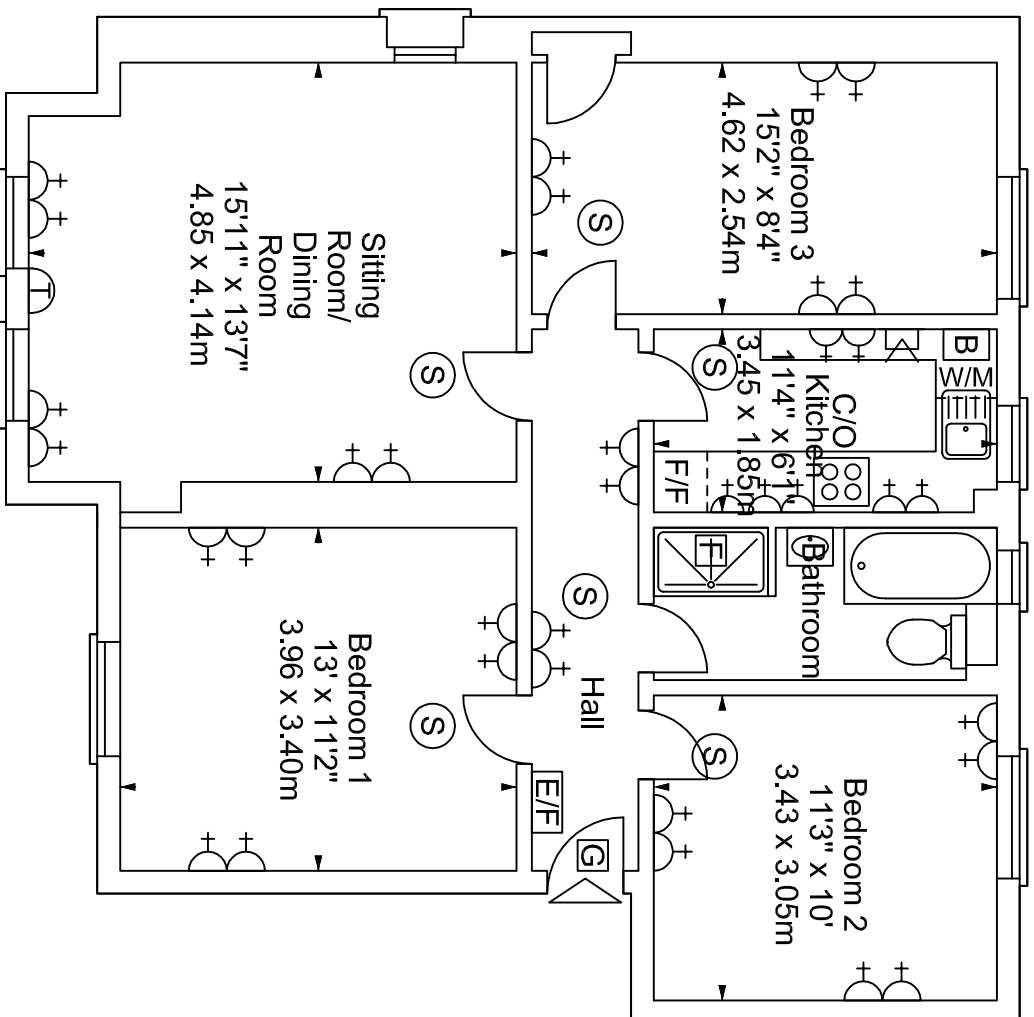 Bedroom 3
15'2" x 8'4"
4.62 x 2.54m
S
B
W/M
C/O
Kitchen
11'4" x 6'1"
3.45 x 1.85m
S
F/F
Sitting
Room/
Dining
Room
15'11" x 13'7"
4.85 x 4.14m
S
T
F
Bathroom
S
Hall
Bedroom 1
13' x 11'2"
3.96 x 3.40m
S
E/F
G
S
Bedroom 2
11'3" x 10'
3.43 x 3.05m